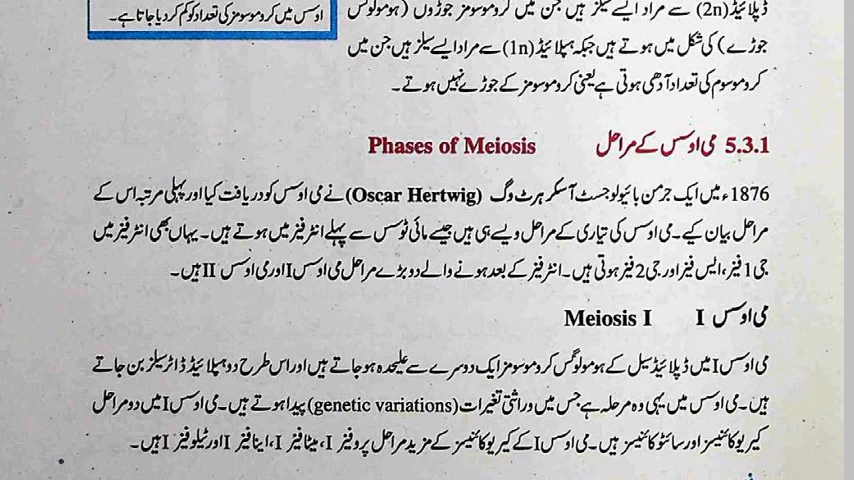 اوسس میں کروموسومز کی تعداد کو کم کر دیا جاتا ہے۔
ڈپلائیڈ (2n) سے مراد ایسے سیلز ہیں جن میں کروموسومز جوڑوں (ہومولوگس
جوڑے) کی شکل میں ہوتے ہیں جبکہ ہیپلائیڈ (1n) سے مراد ایسے سیلز ہیں جن میں
کروموسوم کی تعداد آدھی ہوتی ہے یعنی کروموسومز کے جوڑے نہیں ہوتے۔
5.3.1 می اوسس کے مراحل Phases of Meiosis
1876ء میں ایک جرمن بائیولوجسٹ آسکر ہرٹ وگ (Oscar Hertwig) نے می اوسس کو دریافت کیا اور پہلی مرتبہ اس کے
مراحل بیان کیے۔ می اوسس کی تیاری کے مراحل ویسے ہی ہیں جیسے مائی ٹوسس سے پہلے انٹرفیز میں ہوتے ہیں۔ یہاں بھی انٹرفیز میں
جی 1 فیز، ایس فیز اور جی 2 فیز ہوتی ہیں۔ انٹرفیز کے بعد ہونے والے دو بڑے مراحل می اوسس I اور می اوسس II ہیں۔
می اوسس I Meiosis I
می اوسس I میں ڈپلائیڈ سیل کے ہومولوگس کروموسومز ایک دوسرے سے علیحدہ ہو جاتے ہیں اور اس طرح دو ہیپلائیڈ ڈاٹر سیلز بن جاتے
ہیں۔ می اوسس میں یہی وہ مرحلہ ہے جس میں وراثتی تغیرات (genetic variations) پیدا ہوتے ہیں۔ می اوسس I میں دو مراحل
کیریوکائنیسز اور سائٹوکائنیسز ہیں۔ می اوسس I کے کیریوکائنیسز کے مزید مراحل پروفیز I، میٹافیز I، اینافیز I اور ٹیلوفیز I ہیں۔